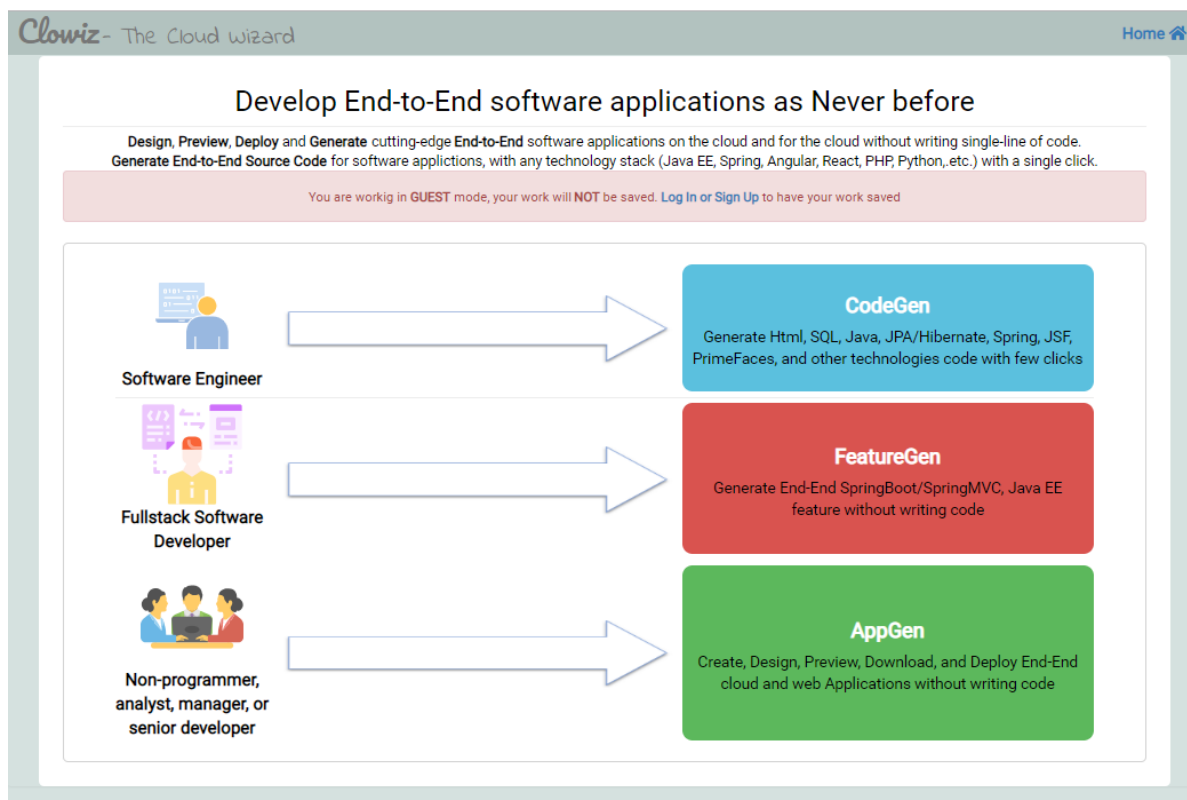 Clowiz - The Cloud Wizard
Home
Develop End-to-End software applications as Never before
Design, Preview, Deploy and Generate cutting-edge End-to-End software applications on the cloud and for the cloud without writing single-line of code.
Generate End-to-End Source Code for software applictions, with any technology stack (Java EE, Spring, Angular, React, PHP, Python,.etc.) with a single click.
You are workig in GUEST mode, your work will NOT be saved. Log In or Sign Up to have your work saved
Software Engineer
CodeGen
Generate Html, SQL, Java, JPA/Hibernate, Spring, JSF,
PrimeFaces, and other technologies code with few clicks
Fullstack Software
Developer
FeatureGen
Generate End-End SpringBoot/SpringMVC, Java EE
feature without writing code
Non-programmer,
analyst, manager, or
senior developer
AppGen
Create, Design, Preview, Download, and Deploy End-End
cloud and web Applications without writing code